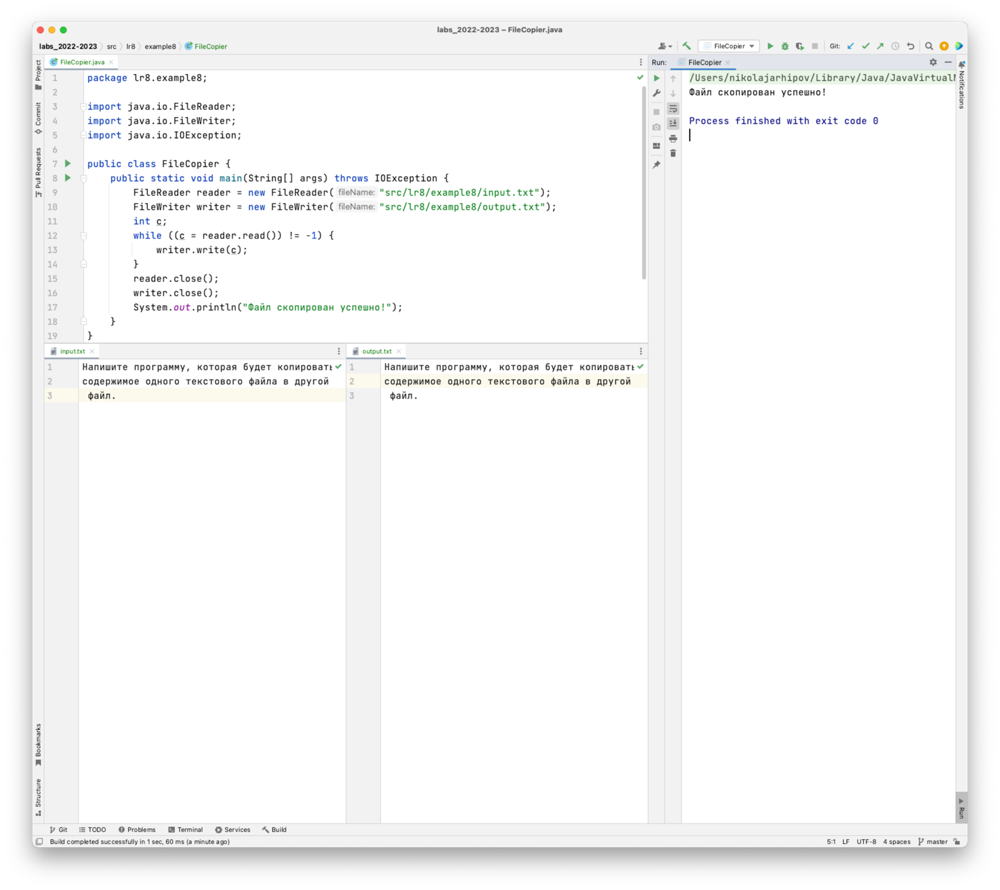 labs_2022-2023 – FileCopier.java
labs_2022-2023 src lr8 example8 FileCopier
FileCopier Git:
Project
Commit
Pull Requests
Bookmarks
Structure
FileCopier.java
1 package lr8.example8;
2
3 import java.io.FileReader;
4 import java.io.FileWriter;
5 import java.io.IOException;
6
7 public class FileCopier {
8 public static void main(String[] args) throws IOException {
9 FileReader reader = new FileReader( fileName: "src/lr8/example8/input.txt");
10 FileWriter writer = new FileWriter( fileName: "src/lr8/example8/output.txt");
11 int c;
12 while ((c = reader.read()) != -1) {
13 writer.write(c);
14 }
15 reader.close();
16 writer.close();
17 System.out.println("Файл скопирован успешно!");
18 }
19 }
input.txt
1 Напишите программу, которая будет копировать
2 содержимое одного текстового файла в другой
3 файл.
output.txt
1 Напишите программу, которая будет копировать
2 содержимое одного текстового файла в другой
3 файл.
Run: FileCopier
/Users/nikolajarhipov/Library/Java/JavaVirtual
Файл скопирован успешно!
Process finished with exit code 0
Notifications
Run
Git TODO Problems Terminal Services Build
Build completed successfully in 1 sec, 60 ms (a minute ago)
5:1 LF UTF-8 4 spaces master